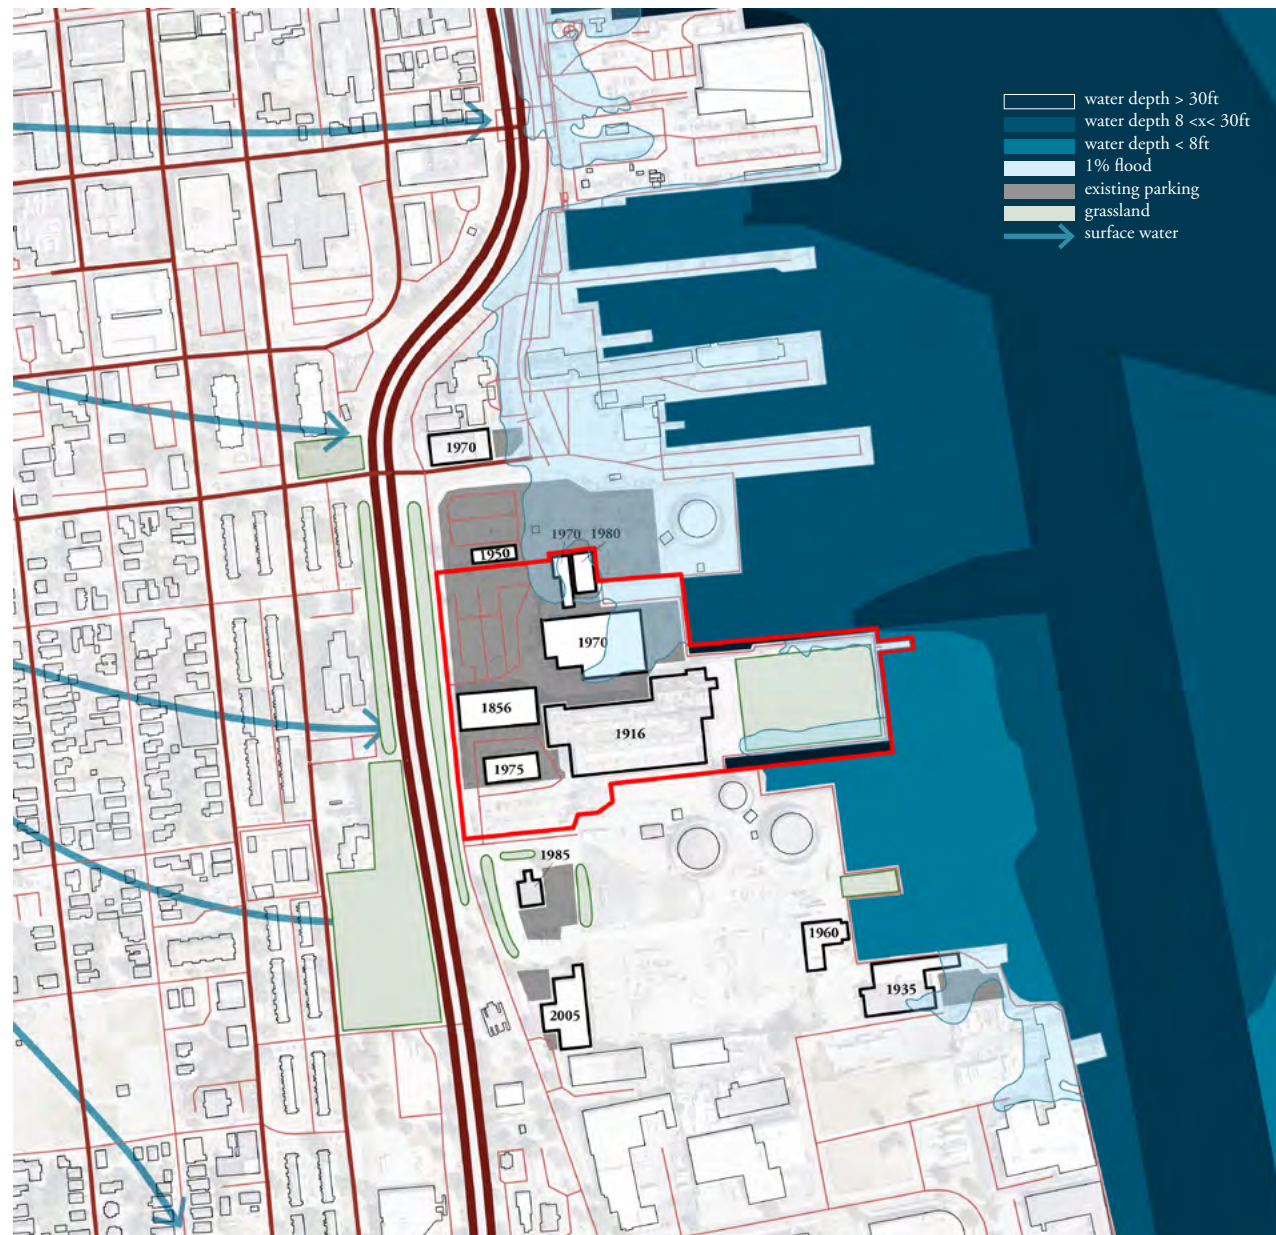 water depth > 30ft
water depth 8 <x< 30ft
water depth < 8ft
1% flood
existing parking
grassland
surface water
1970
1970 1980
1950
1970
1856
1916
1975
1985
1960
1935
2005